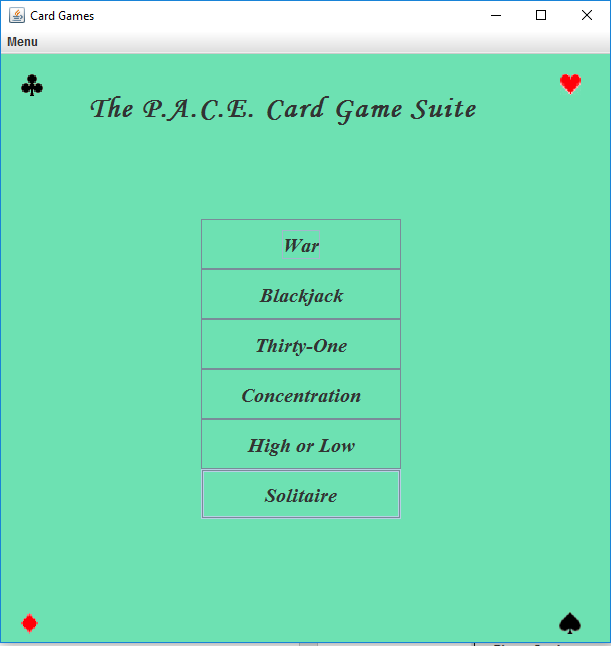 Card Games
Menu
The P.A.C.E. Card Game Suite
War
Blackjack
Thirty-One
Concentration
High or Low
Solitaire